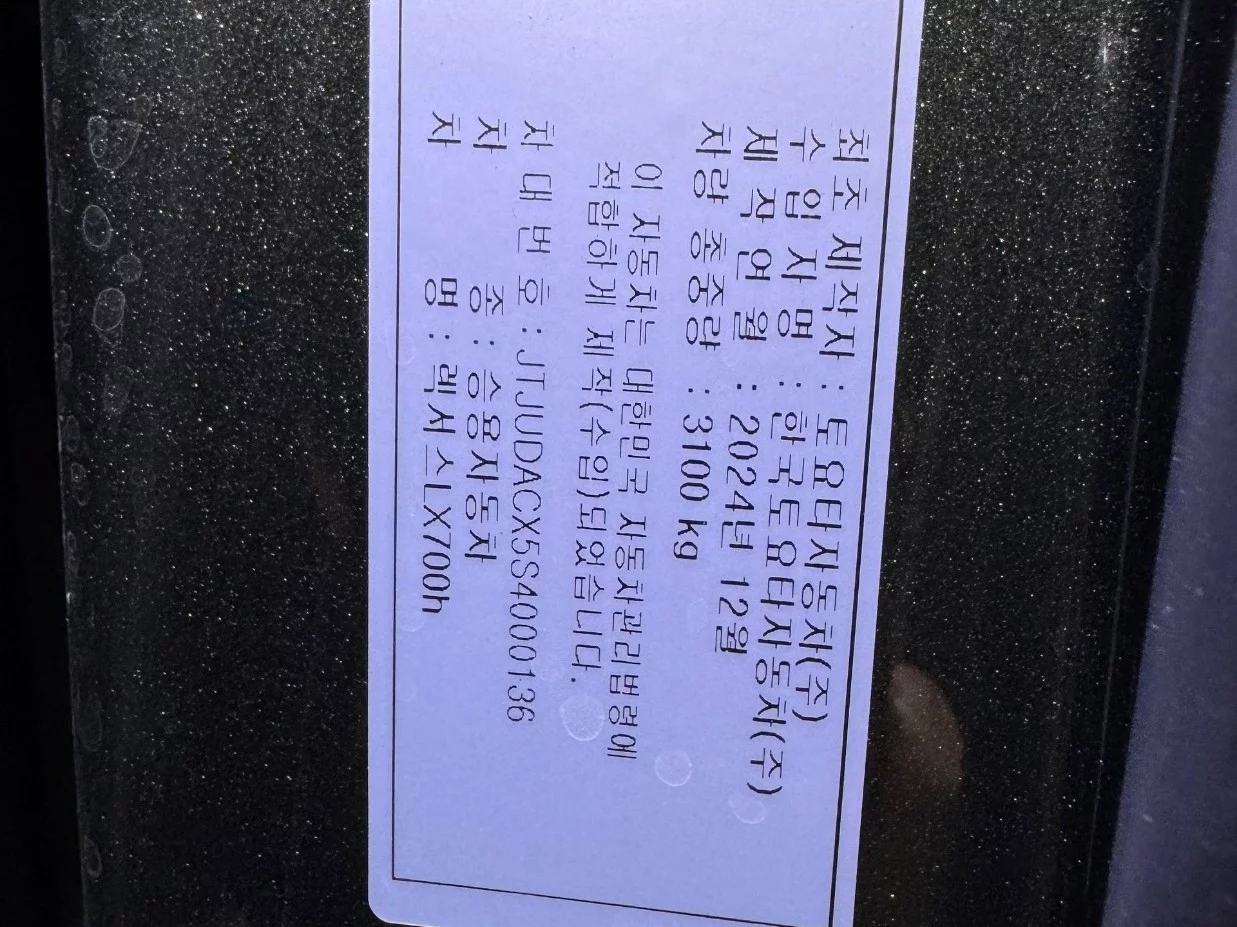 최초 제작자 : 토요타자동차(주)
수 입 사 명 : 한국토요타자동차(주)
제 작 연 월 : 2024년 12월
차량 총중량 : 3100 kg
이 자동차는 대한민국 자동차관리법령에
적합하게 제작(수입)되었습니다.
차 대 번 호 : JTJUDACX5S4000136
차 종 : 승용자동차
차 명 : 렉서스LX700h